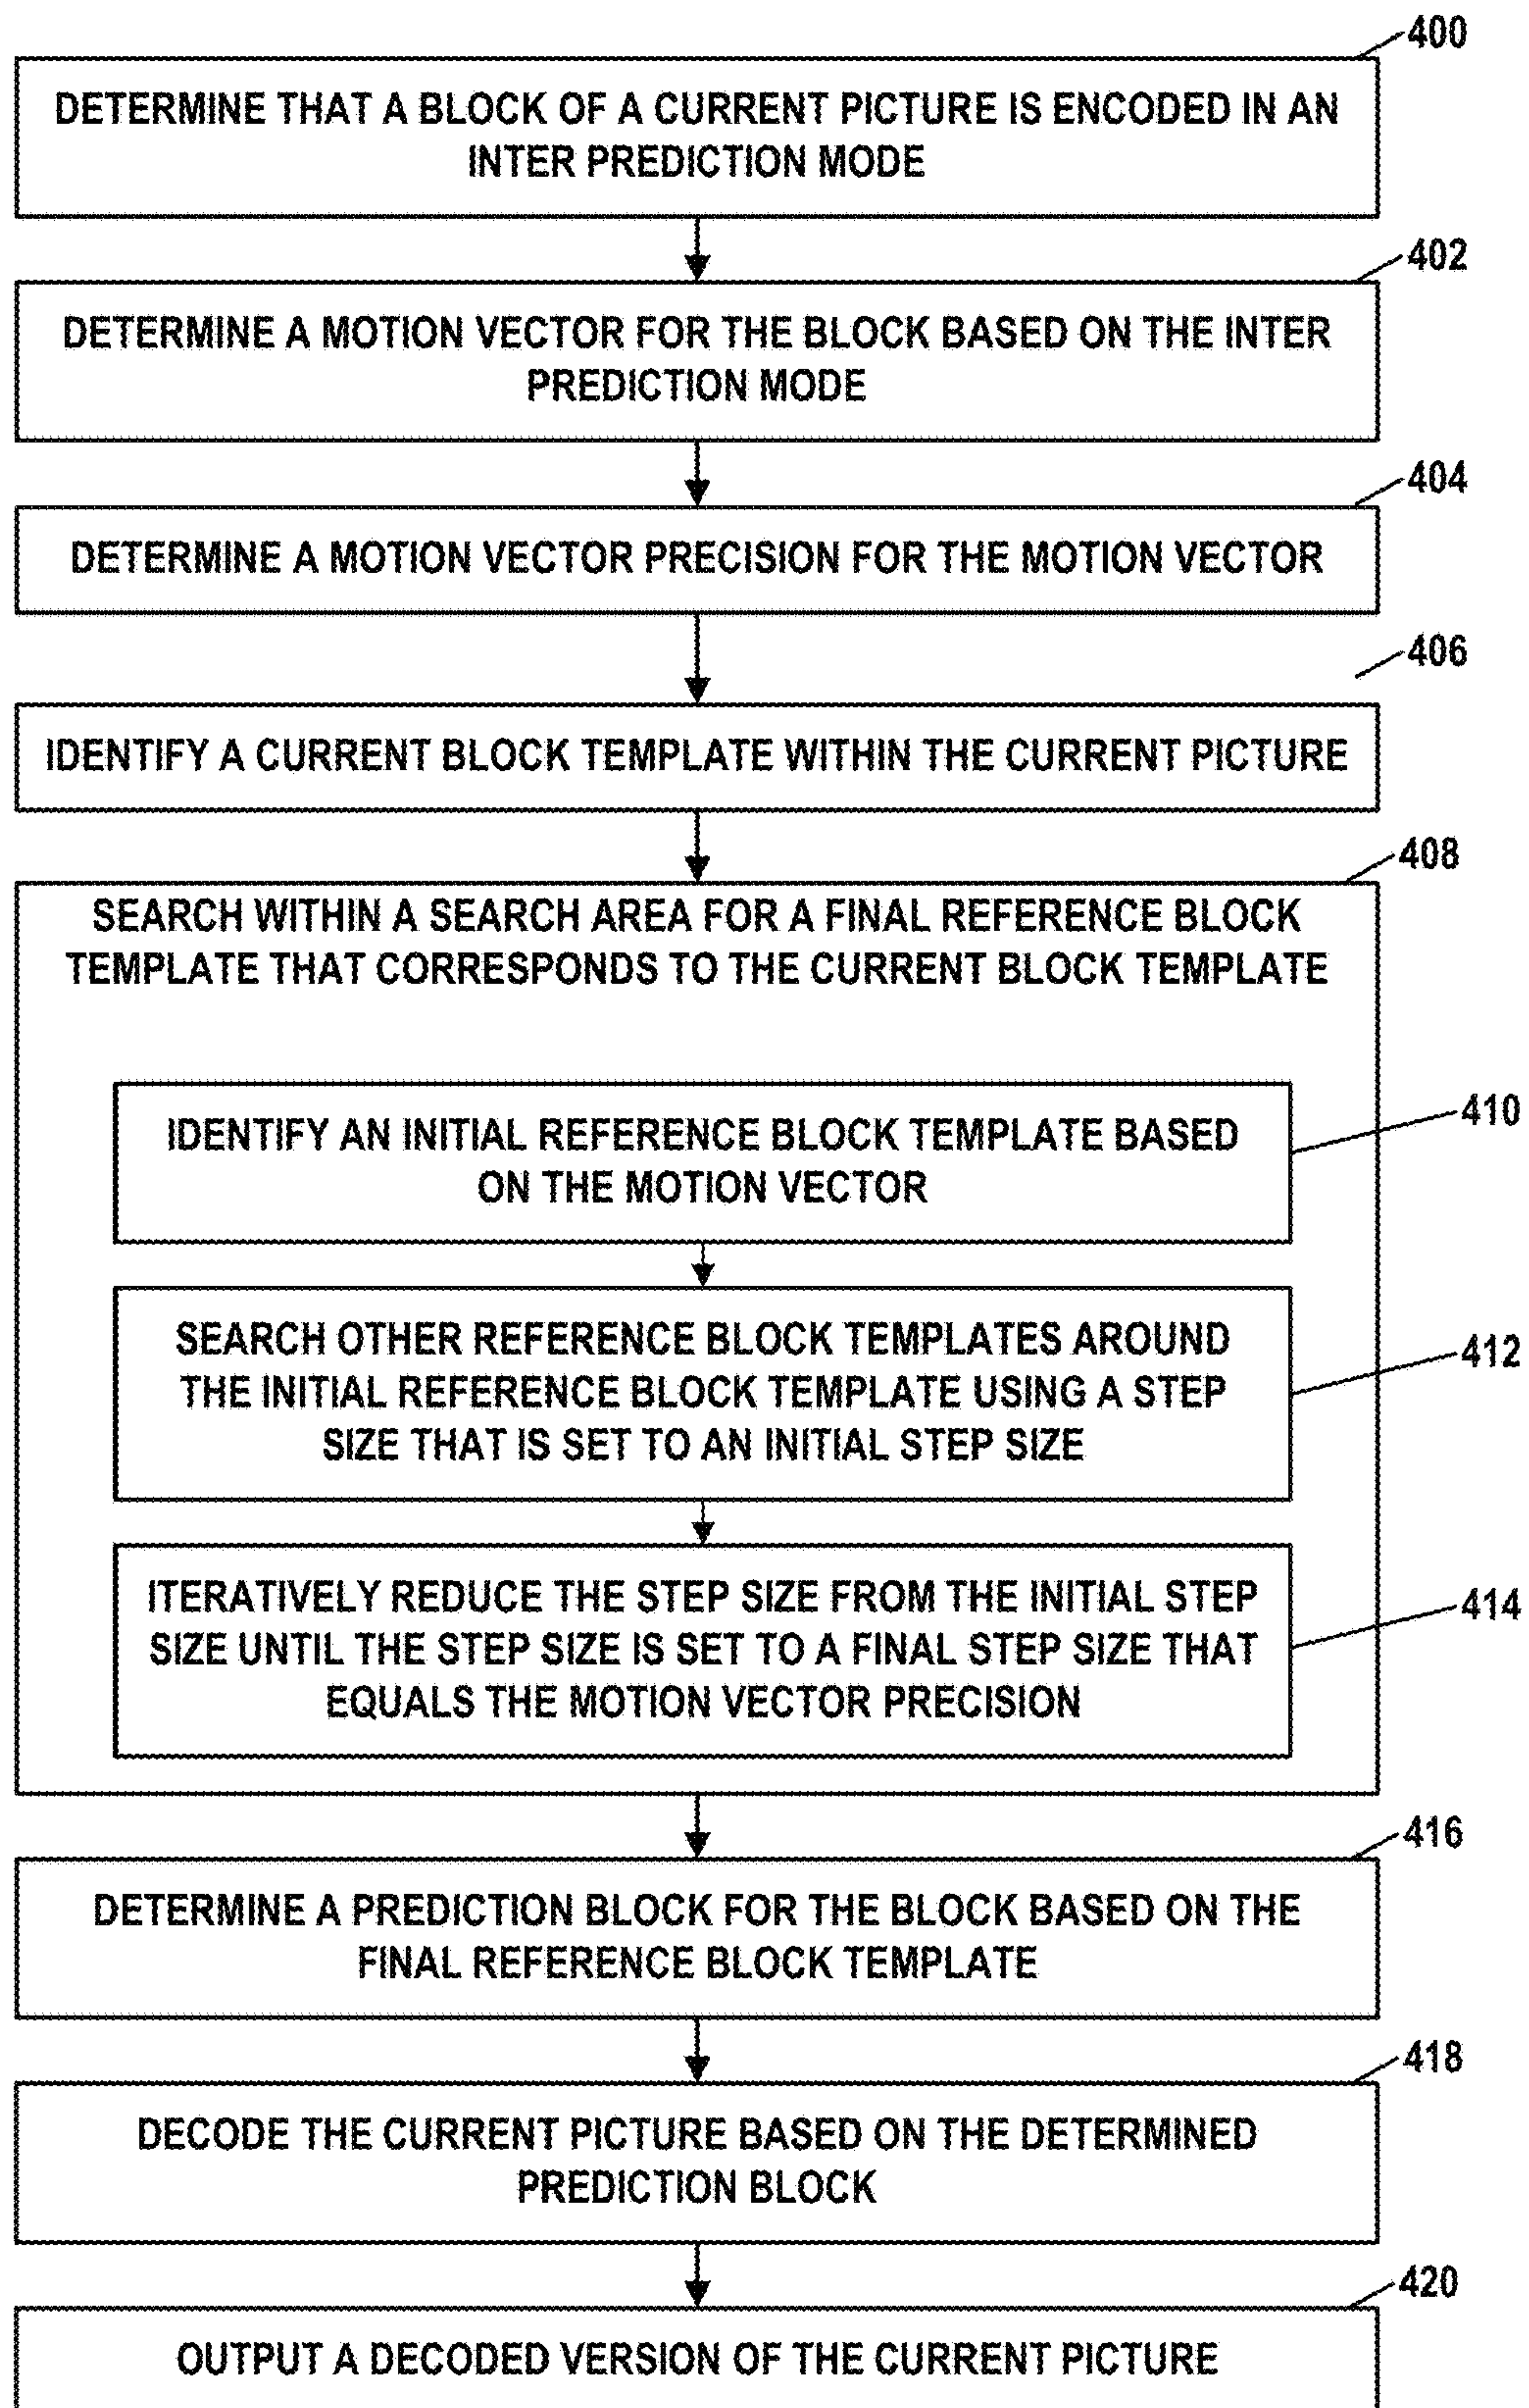 400
DETERMINE THAT A BLOCK OF A CURRENT PICTURE IS ENCODED IN AN
INTER PREDICTION MODE
402
DETERMINE A MOTION VECTOR FOR THE BLOCK BASED ON THE INTER
PREDICTION MODE
404
DETERMINE A MOTION VECTOR PRECISION FOR THE MOTION VECTOR
406
IDENTIFY A CURRENT BLOCK TEMPLATE WITHIN THE CURRENT PICTURE
408
SEARCH WITHIN A SEARCH AREA FOR A FINAL REFERENCE BLOCK
TEMPLATE THAT CORRESPONDS TO THE CURRENT BLOCK TEMPLATE
410
IDENTIFY AN INITIAL REFERENCE BLOCK TEMPLATE BASED
ON THE MOTION VECTOR
412
SEARCH OTHER REFERENCE BLOCK TEMPLATES AROUND
THE INITIAL REFERENCE BLOCK TEMPLATE USING A STEP
SIZE THAT IS SET TO AN INITIAL STEP SIZE
414
ITERATIVELY REDUCE THE STEP SIZE FROM THE INITIAL STEP
SIZE UNTIL THE STEP SIZE IS SET TO A FINAL STEP SIZE THAT
EQUALS THE MOTION VECTOR PRECISION
416
DETERMINE A PREDICTION BLOCK FOR THE BLOCK BASED ON THE
FINAL REFERENCE BLOCK TEMPLATE
418
DECODE THE CURRENT PICTURE BASED ON THE DETERMINED
PREDICTION BLOCK
420
OUTPUT A DECODED VERSION OF THE CURRENT PICTURE